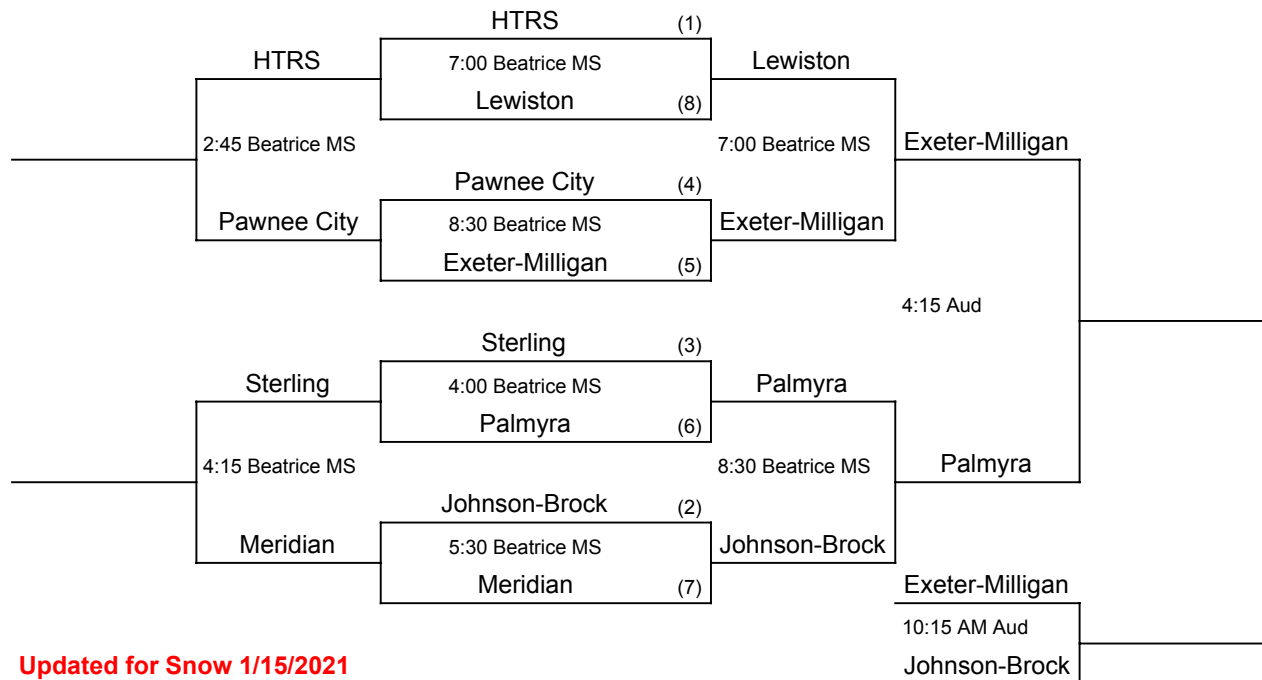 HTRS (1)
HTRS 7:00 Beatrice MS Lewiston
Lewiston (8)
2:45 Beatrice MS 7:00 Beatrice MS Exeter-Milligan
Pawnee City (4)
Pawnee City 8:30 Beatrice MS Exeter-Milligan
Exeter-Milligan (5)
4:15 Aud
Sterling (3)
Sterling 4:00 Beatrice MS Palmyra
Palmyra (6)
4:15 Beatrice MS 8:30 Beatrice MS Palmyra
Johnson-Brock (2)
Meridian 5:30 Beatrice MS Johnson-Brock
Meridian (7) Exeter-Milligan
10:15 AM Aud
Updated for Snow 1/15/2021 Johnson-Brock